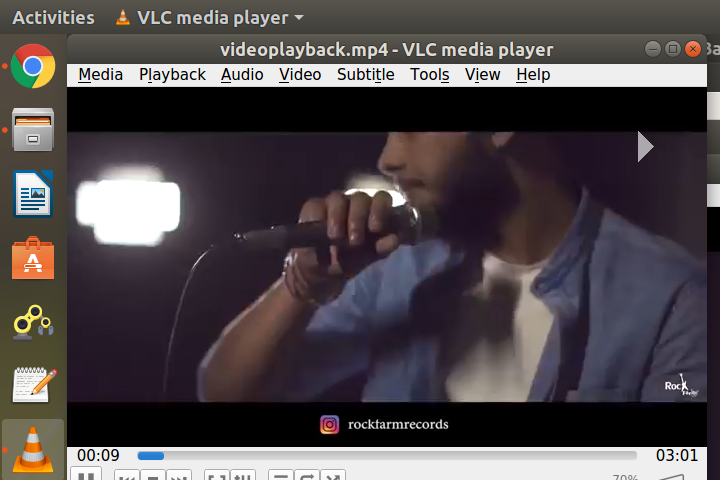 Activities VLC media player
videoplayback.mp4 - VLC media player
Media Playback Audio Video Subtitle Tools View Help
Rock
rockfarmrecords
00:09 03:01
70%